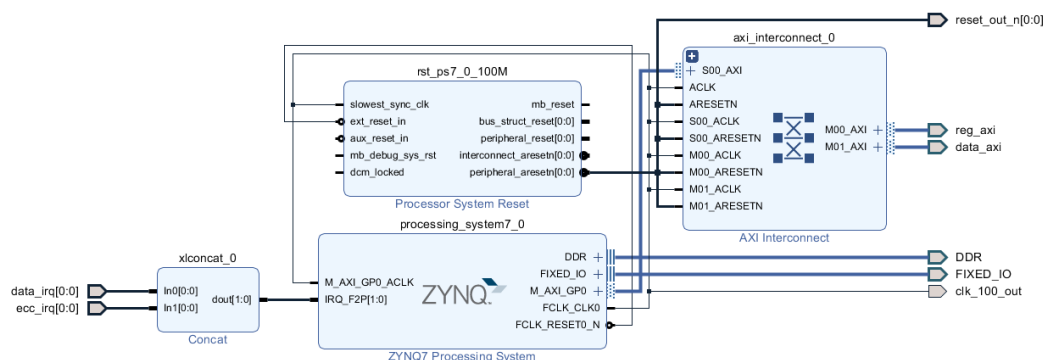 reset_out_n[0:0]
axi_interconnect_0
S00_AXI
ACLK
ARESETN
S00_ACLK
S00_ARESETN
M00_ACLK
M00_ARESETN
M01_ACLK
M01_ARESETN
M00_AXI
M01_AXI
AXI Interconnect
reg_axi
data_axi
rst_ps7_0_100M
slowest_sync_clk
ext_reset_in
aux_reset_in
mb_debug_sys_rst
dcm_locked
mb_reset
bus_struct_reset[0:0]
peripheral_reset[0:0]
interconnect_aresetn[0:0]
peripheral_aresetn[0:0]
Processor System Reset
processing_system7_0
M_AXI_GP0_ACLK
IRQ_F2P[1:0]
ZYNQ
DDR
FIXED_IO
M_AXI_GP0
FCLK_CLK0
FCLK_RESET0_N
ZYNQ7 Processing System
DDR
FIXED_IO
clk_100_out
xlconcat_0
data_irq[0:0]
ecc_irq[0:0]
In0[0:0]
In1[0:0]
dout[1:0]
Concat